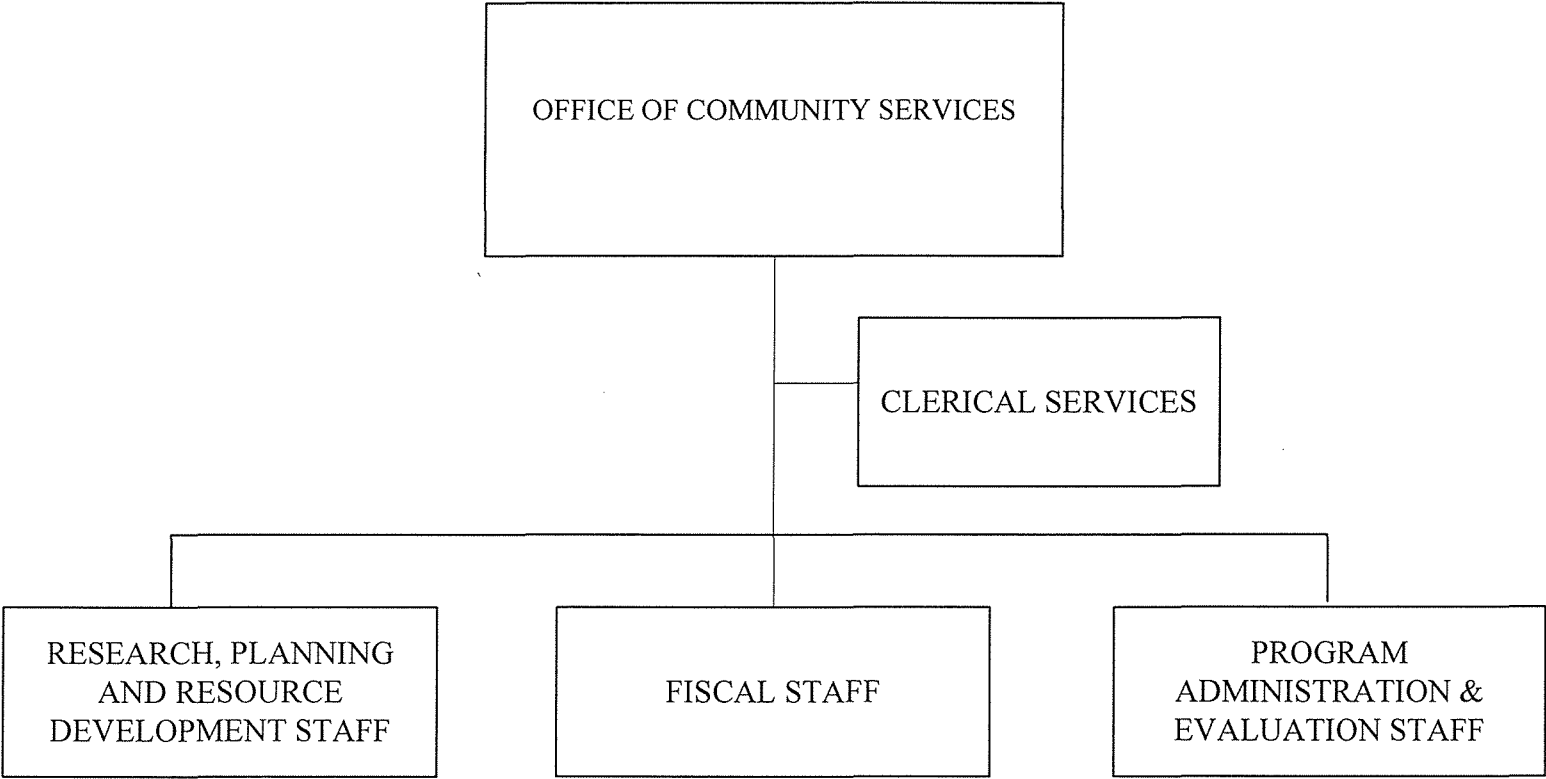 OFFICE OF COMMUNITY SERVICES
CLERICAL SERVICES
RESEARCH, PLANNING
AND RESOURCE
DEVELOPMENT STAFF
FISCAL STAFF
PROGRAM
ADMINISTRATION &
EVALUATION STAFF